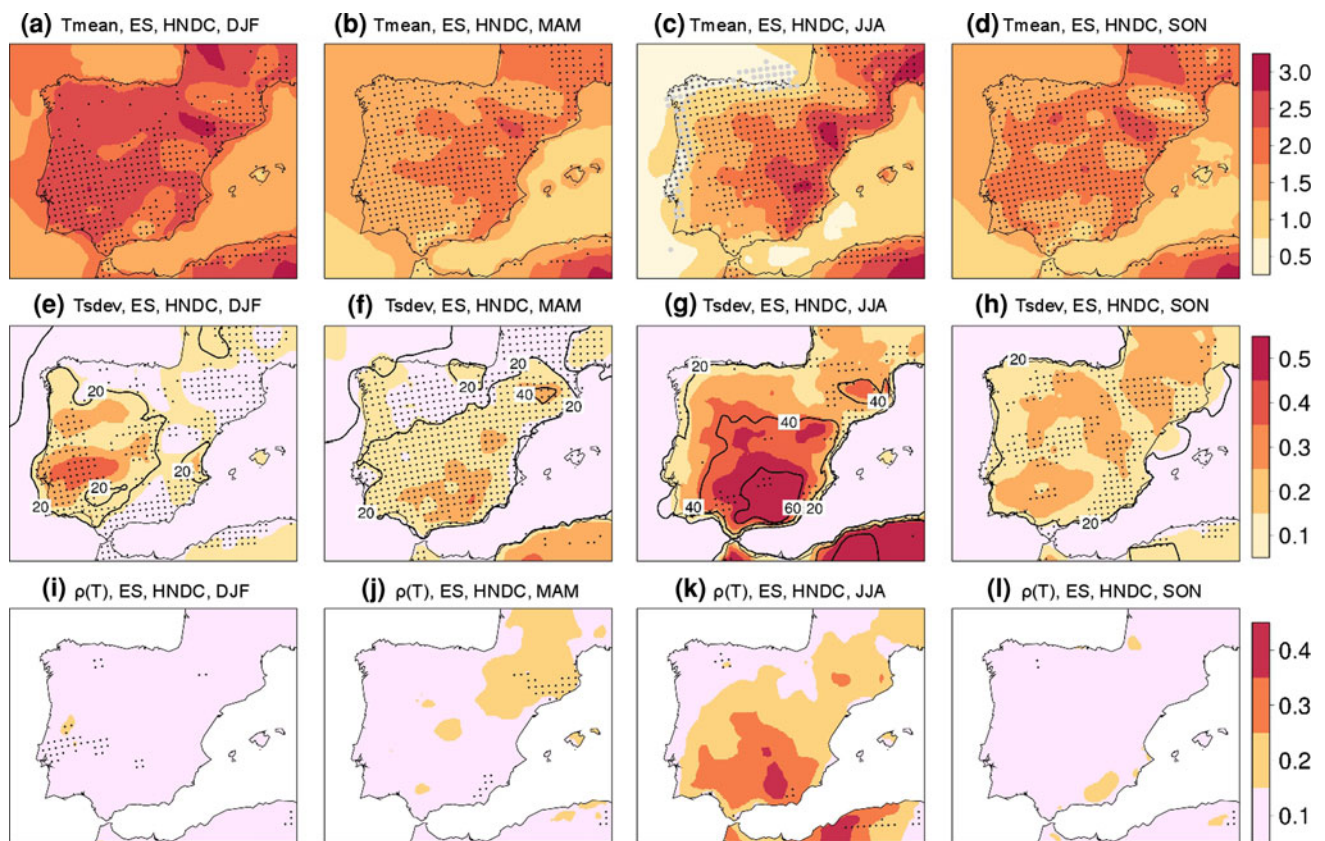 (a) Tmean, ES, HNDC, DJF
(b) Tmean, ES, HNDC, MAM
(c) Tmean, ES, HNDC, JJA
(d) Tmean, ES, HNDC, SON
3.0
2.5
2.0
1.5
1.0
0.5
(e) Tsdev, ES, HNDC, DJF
(f) Tsdev, ES, HNDC, MAM
(g) Tsdev, ES, HNDC, JJA
(h) Tsdev, ES, HNDC, SON
20
20
20
20
20
40
20
20
20
40
40
40
60
20
20
20
0.5
0.4
0.3
0.2
0.1
(i) ρ(T), ES, HNDC, DJF
(j) ρ(T), ES, HNDC, MAM
(k) ρ(T), ES, HNDC, JJA
(l) ρ(T), ES, HNDC, SON
0.4
0.3
0.2
0.1